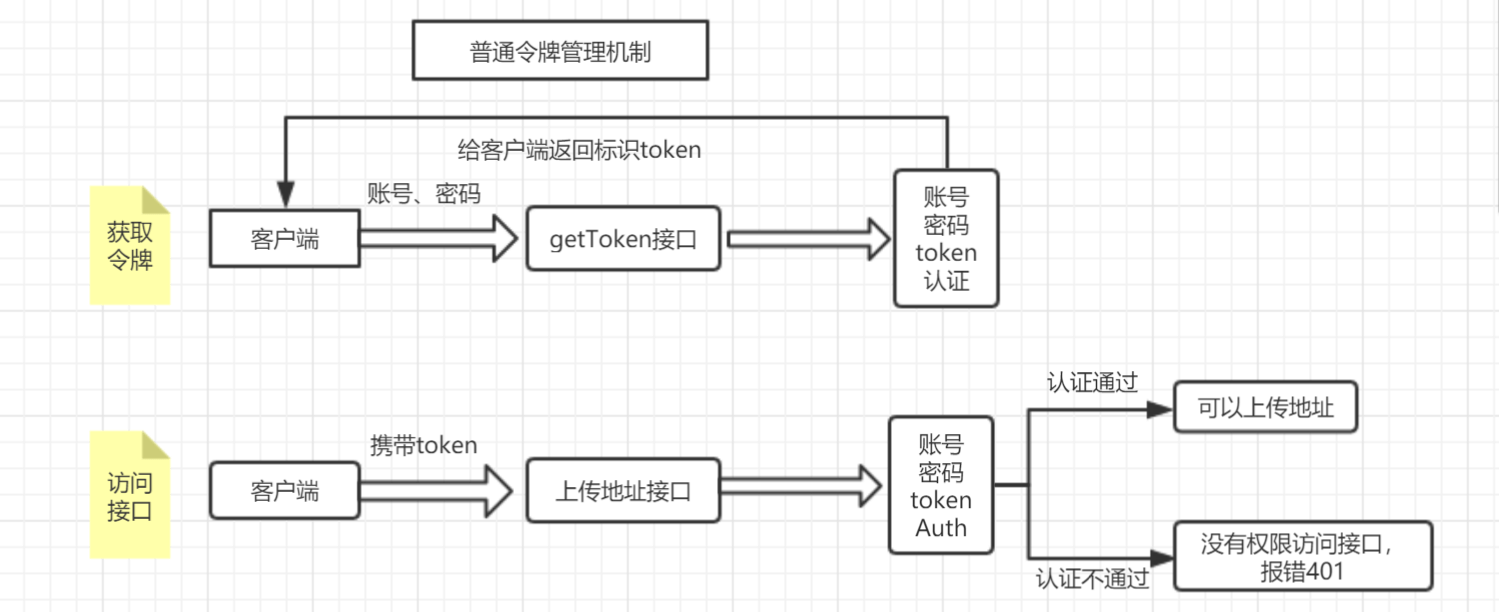 普通令牌管理机制
给客户端返回标识token
获取
令牌
客户端
账号、密码
getToken接口
账号
密码
token
认证
访问
接口
客户端
携带token
上传地址接口
账号
密码
token
Auth
认证通过
可以上传地址
认证不通过
没有权限访问接口，
报错401